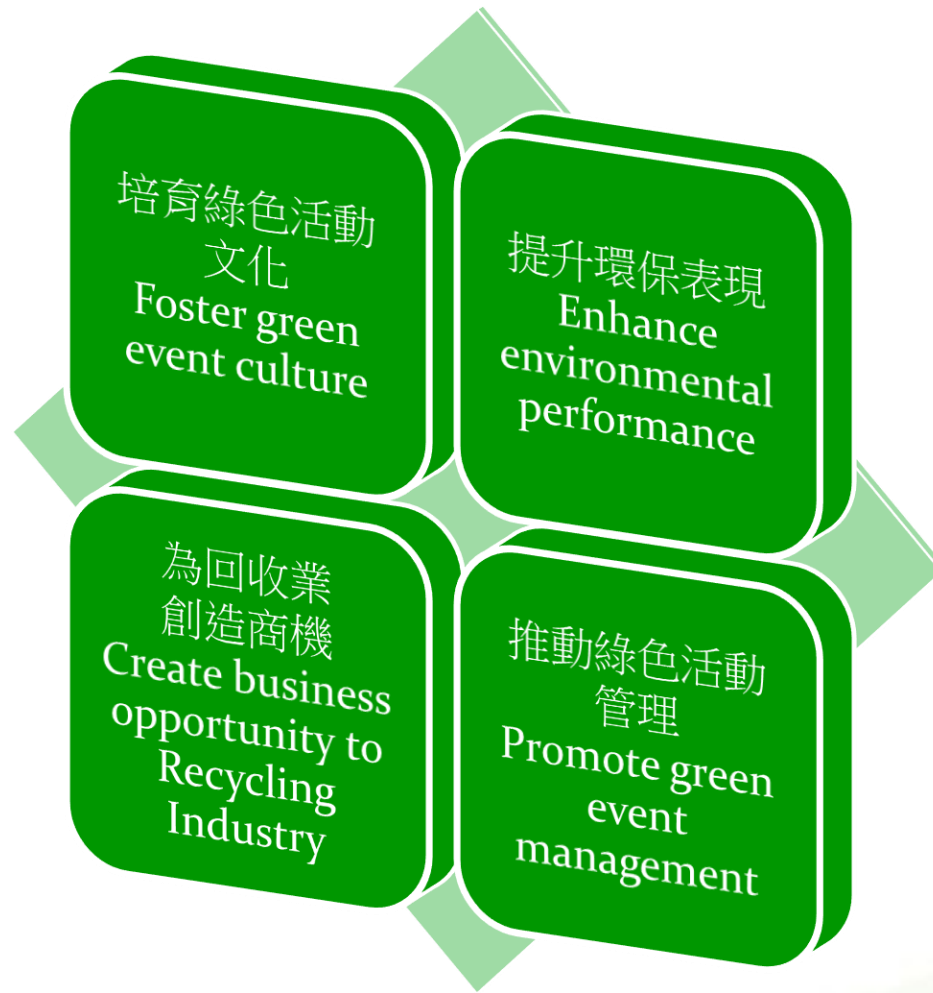 培育綠色活動
文化
Foster green
event culture
提升環保表現
Enhance
environmental
performance
為回收業
創造商機
Create business
opportunity to
Recycling
Industry
推動綠色活動
管理
Promote green
event
management